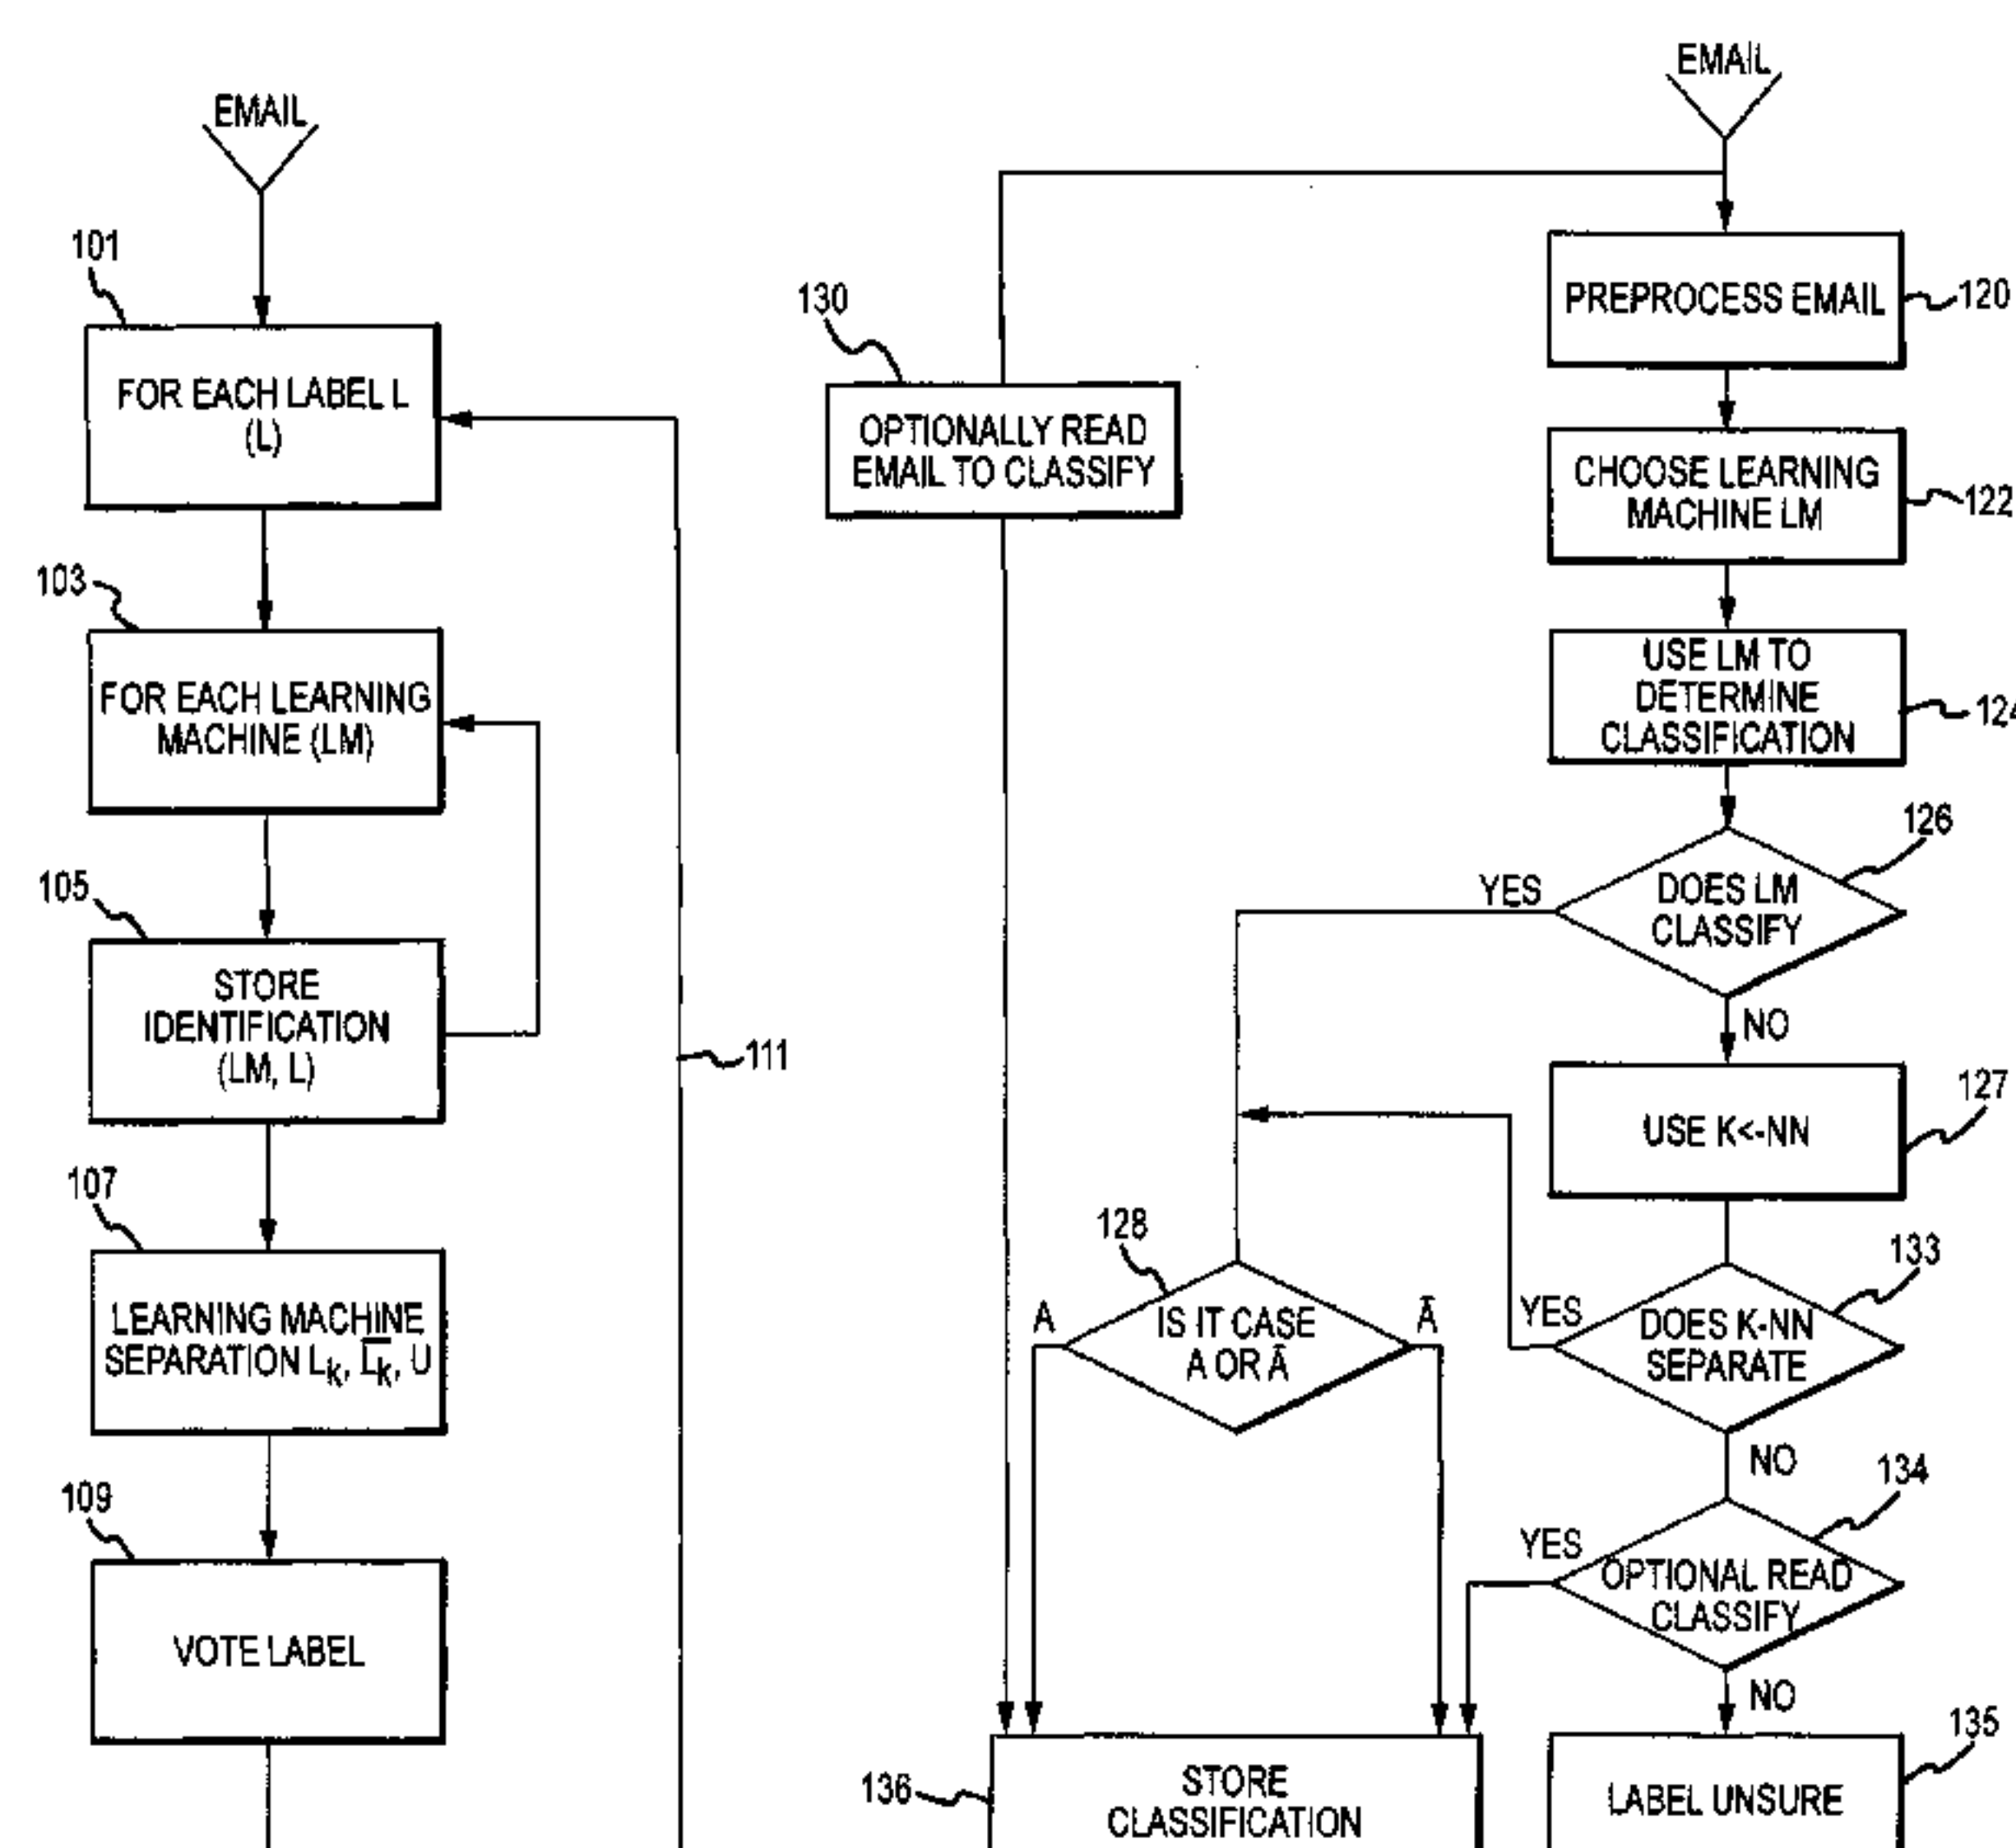 EMAIL
101
FOR EACH LABEL L
(L)
103
FOR EACH LEARNING
MACHINE (LM)
105
STORE
IDENTIFICATION
(LM, L)
111
107
LEARNING MACHINE
SEPARATION Lk, L̅k̅, U
109
VOTE LABEL
EMAIL
PREPROCESS EMAIL
120
130
OPTIONALLY READ
EMAIL TO CLASSIFY
CHOOSE LEARNING
MACHINE LM
122
USE LM TO
DETERMINE
CLASSIFICATION
124
126
YES
DOES LM
CLASSIFY
NO
127
USE K<-NN
128
A
IS IT CASE
A OR Ā
Ā
133
YES
DOES K-NN
SEPARATE
NO
134
YES
OPTIONAL READ
CLASSIFY
NO
135
136
STORE
CLASSIFICATION
LABEL UNSURE